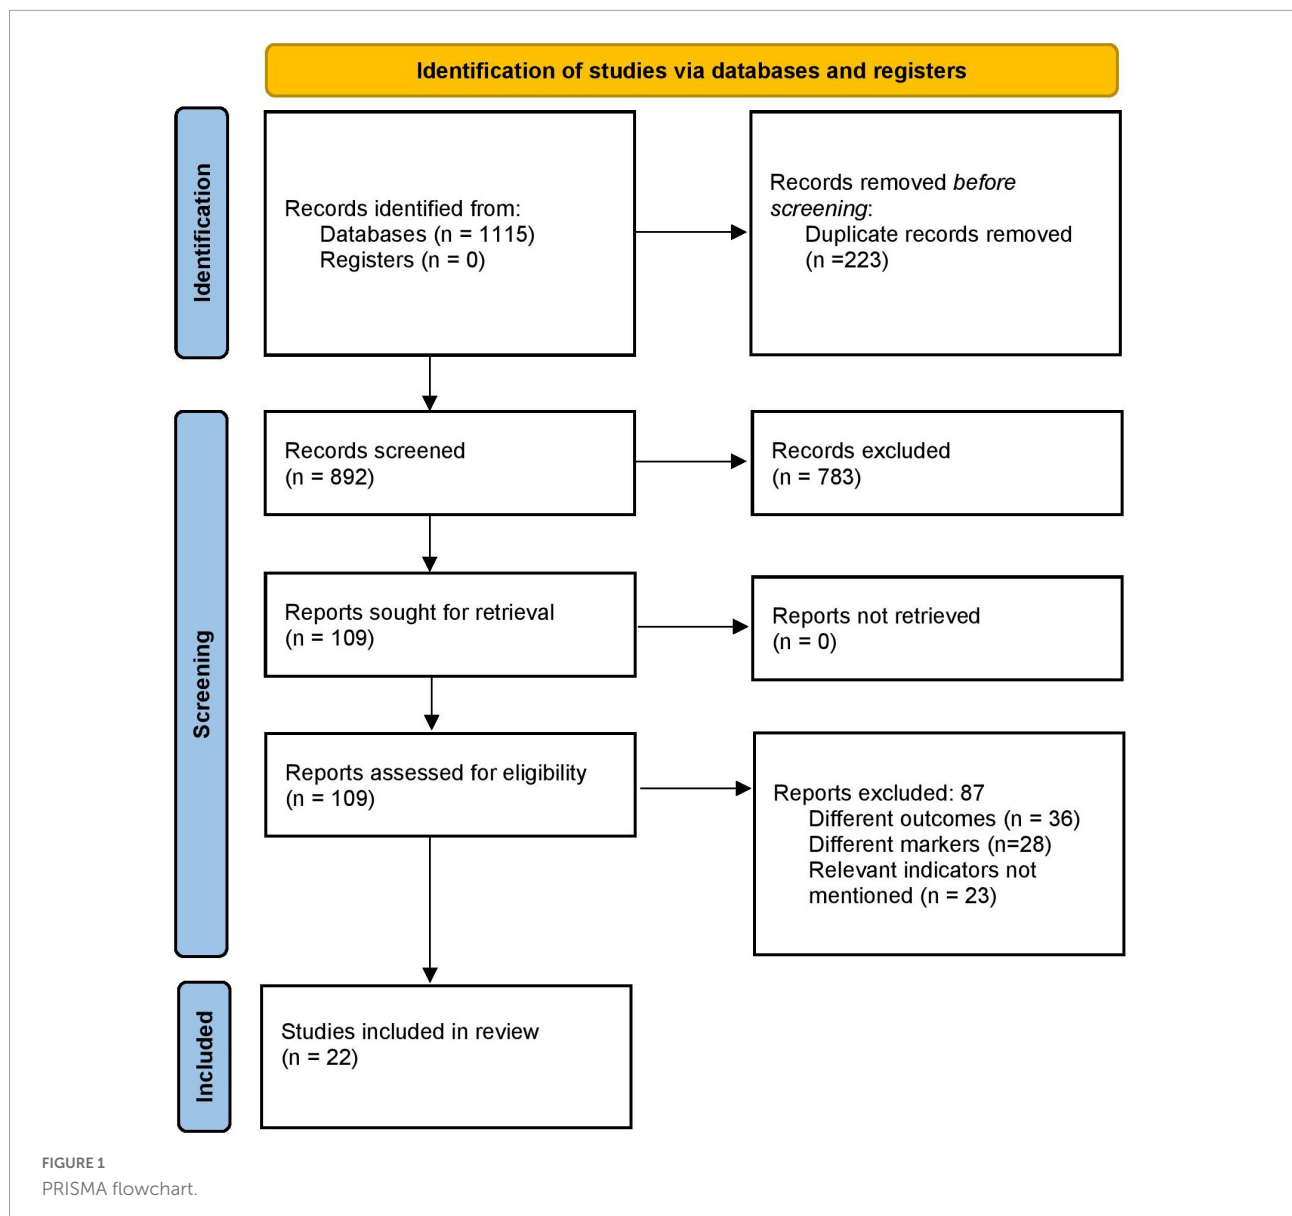 Identification of studies via databases and registers
Identification
Records identified from:
Databases (n = 1115)
Registers (n = 0)
Records removed before
screening:
Duplicate records removed
(n =223)
Screening
Records screened
(n = 892)
Records excluded
(n = 783)
Reports sought for retrieval
(n = 109)
Reports not retrieved
(n = 0)
Reports assessed for eligibility
(n = 109)
Reports excluded: 87
Different outcomes (n = 36)
Different markers (n=28)
Relevant indicators not
mentioned (n = 23)
Included
Studies included in review
(n = 22)
FIGURE 1
PRISMA flowchart.